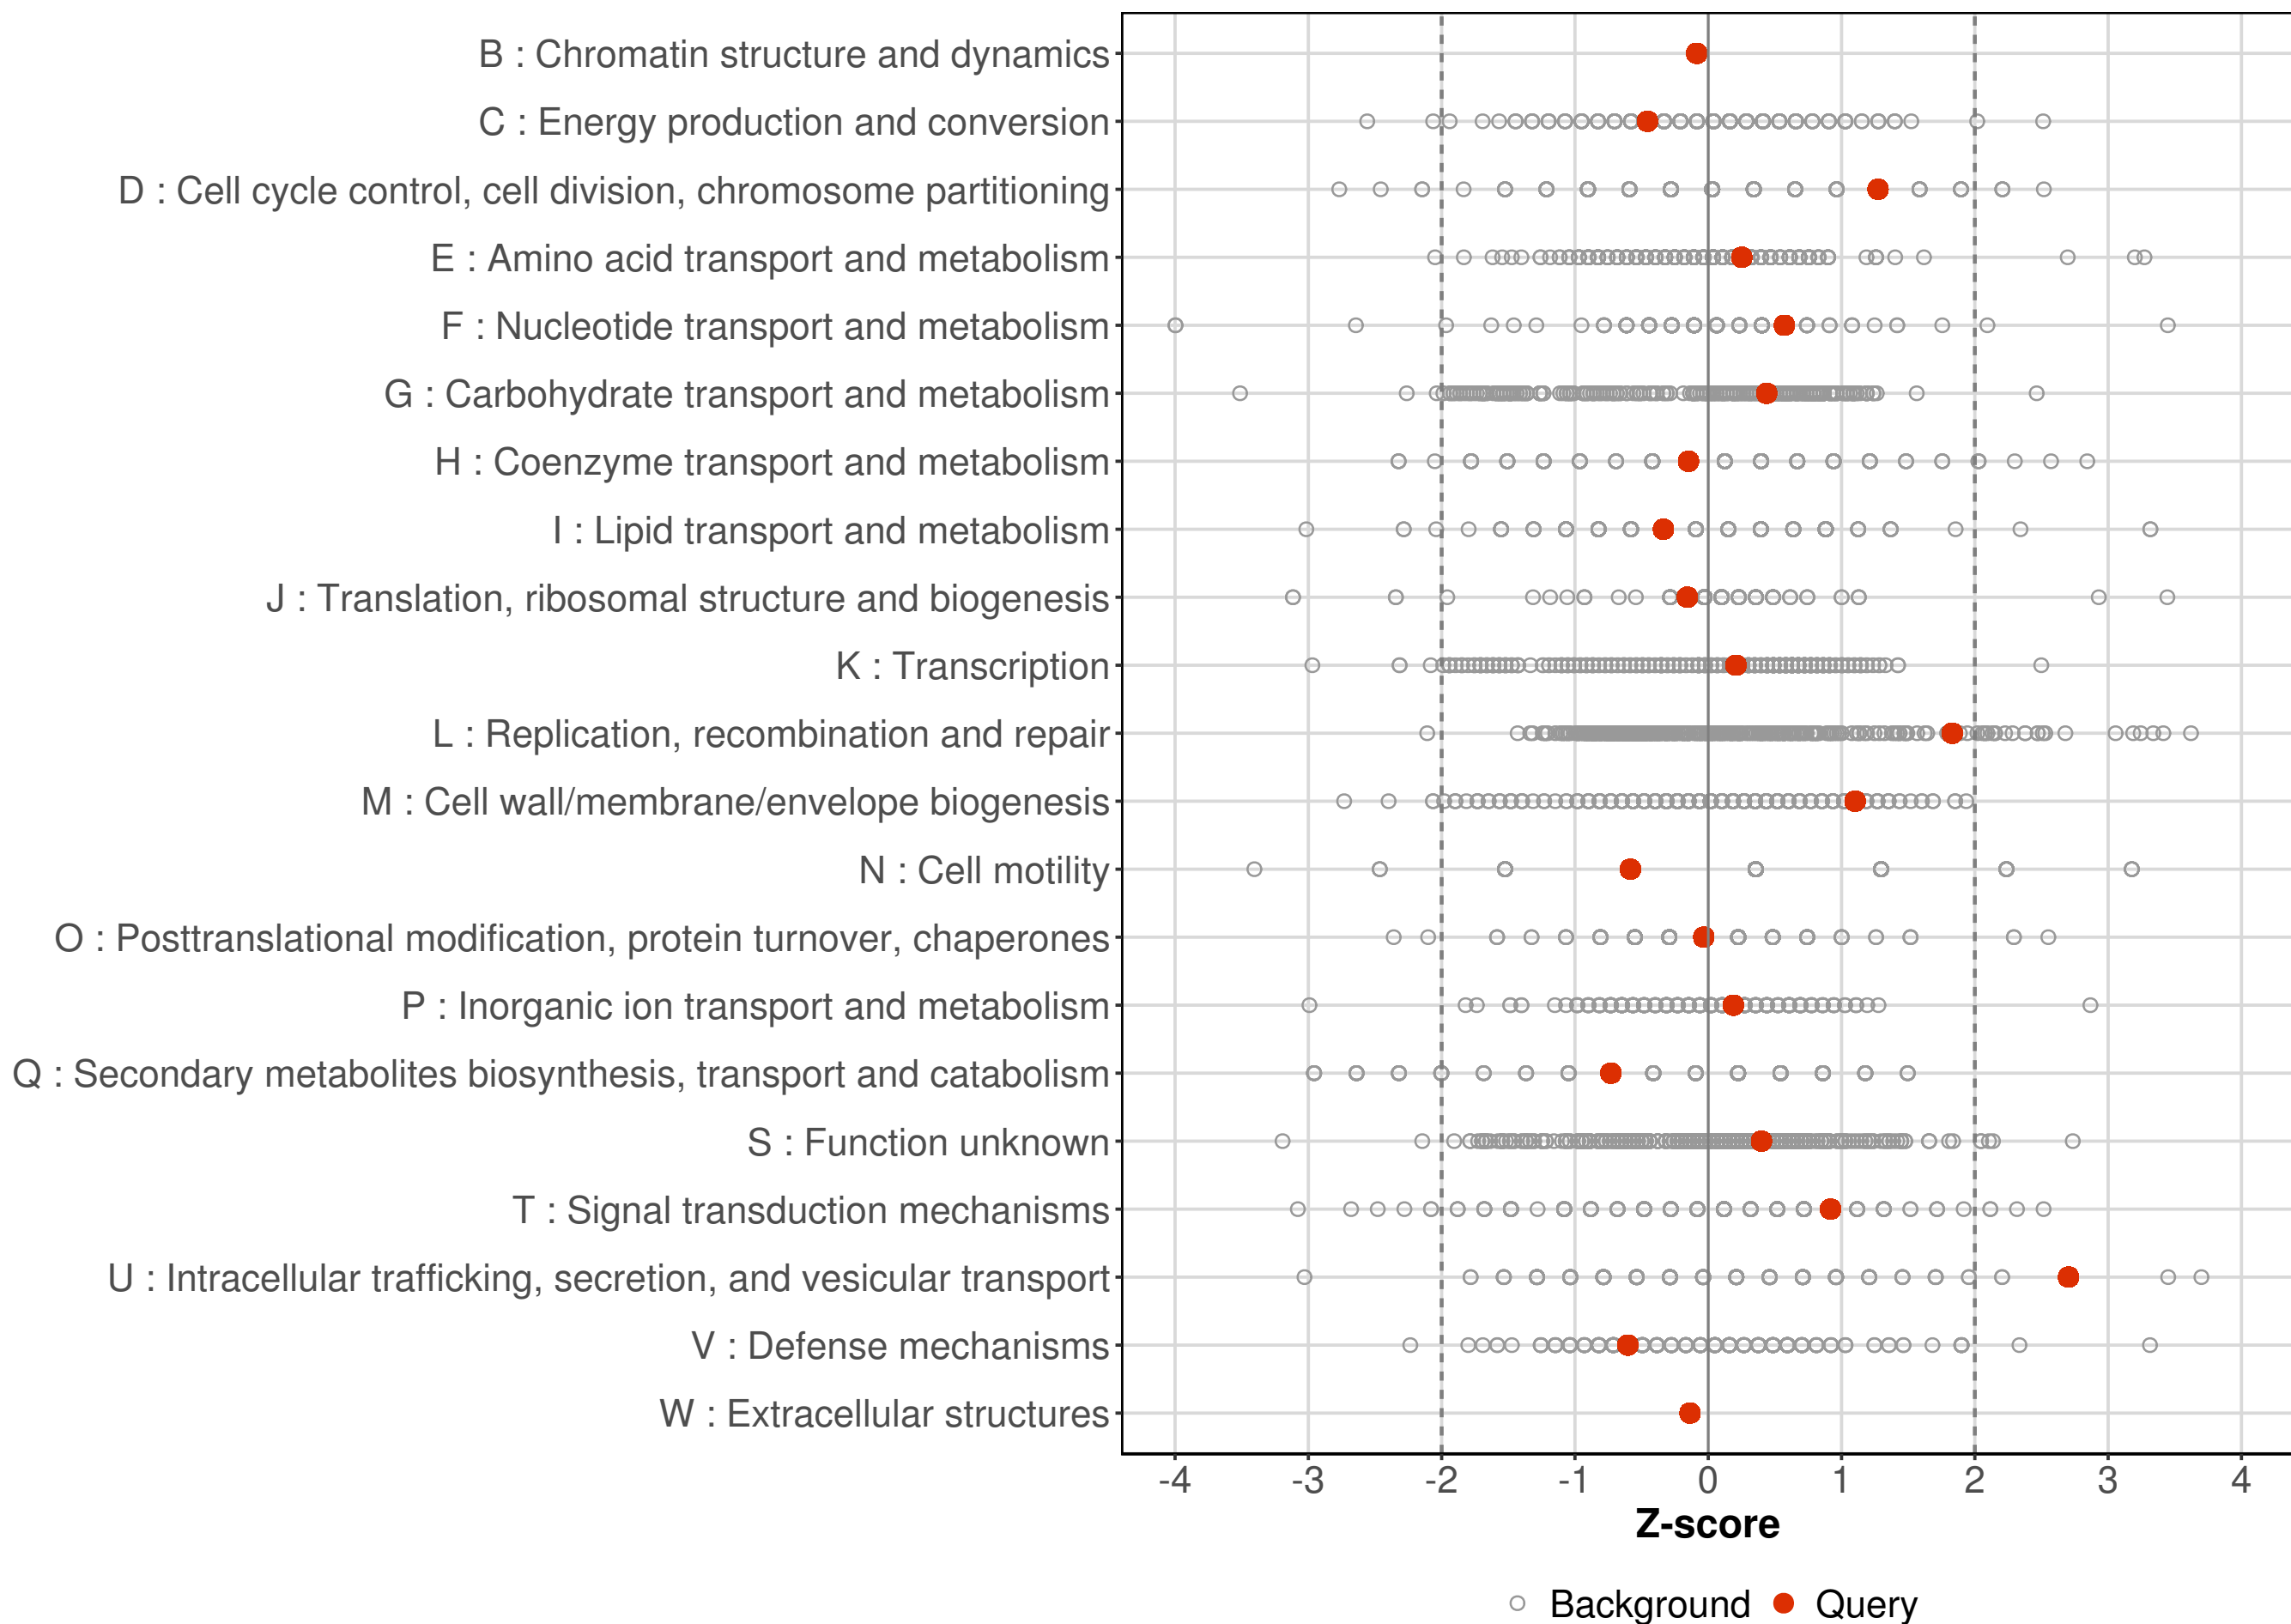 B : Chromatin structure and dynamics
C : Energy production and conversion
D : Cell cycle control, cell division, chromosome partitioning
E : Amino acid transport and metabolism
F : Nucleotide transport and metabolism
G : Carbohydrate transport and metabolism
H : Coenzyme transport and metabolism
I : Lipid transport and metabolism
J : Translation, ribosomal structure and biogenesis
K : Transcription
L : Replication, recombination and repair
M : Cell wall/membrane/envelope biogenesis
N : Cell motility
O : Posttranslational modification, protein turnover, chaperones
P : Inorganic ion transport and metabolism
Q : Secondary metabolites biosynthesis, transport and catabolism
S : Function unknown
T : Signal transduction mechanisms
U : Intracellular trafficking, secretion, and vesicular transport
V : Defense mechanisms
W : Extracellular structures
-4 -3 -2 -1 0 1 2 3 4
Z-score
Background Query